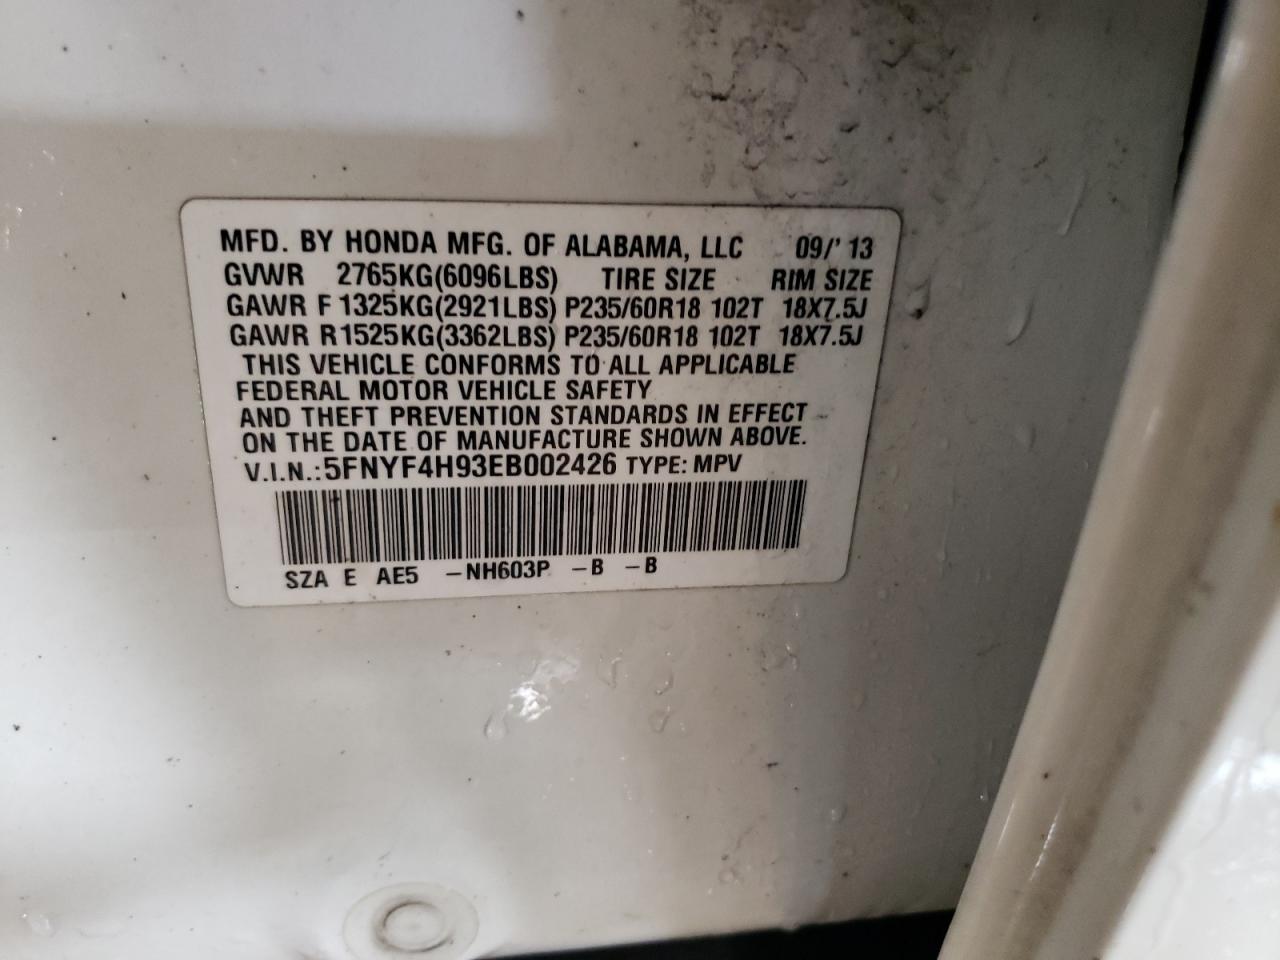 MFD. BY HONDA MFG. OF ALABAMA, LLC 09/' 13
GVWR 2765KG(6096LBS) TIRE SIZE RIM SIZE
GAWR F 1325KG(2921LBS) P235/60R18 102T 18X7.5J
GAWR R1525KG(3362LBS) P235/60R18 102T 18X7.5J
THIS VEHICLE CONFORMS TO ALL APPLICABLE
FEDERAL MOTOR VEHICLE SAFETY
AND THEFT PREVENTION STANDARDS IN EFFECT
ON THE DATE OF MANUFACTURE SHOWN ABOVE.
V.I.N.:5FNYF4H93EB002426 TYPE: MPV
SZA E AE5 –NH603P –B –B